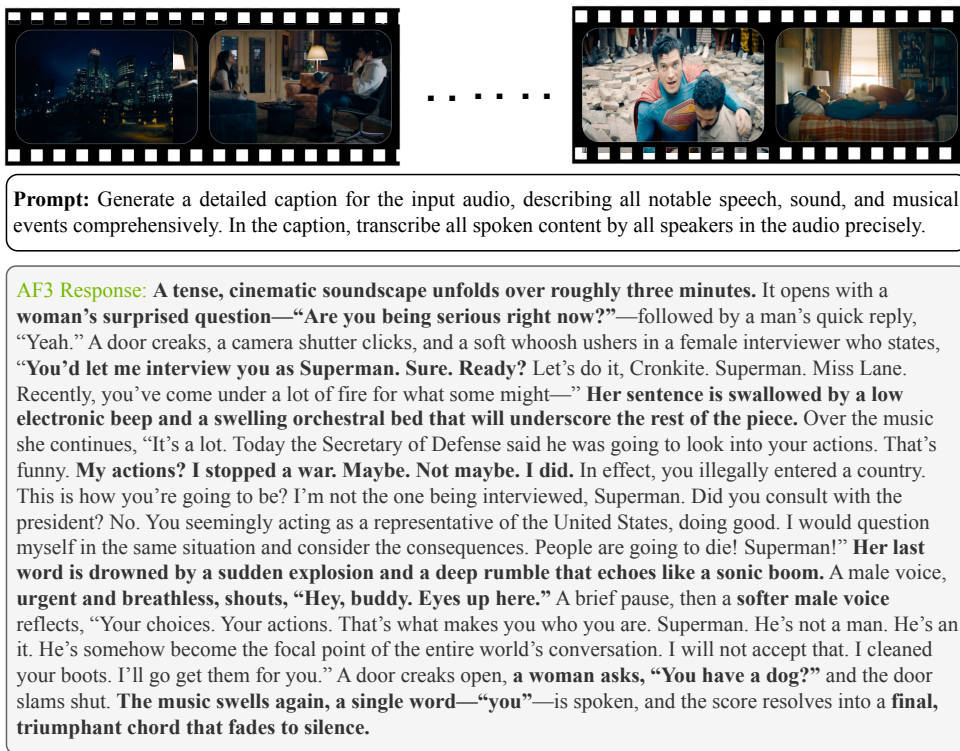 Prompt: Generate a detailed caption for the input audio, describing all notable speech, sound, and musical
events comprehensively. In the caption, transcribe all spoken content by all speakers in the audio precisely.
AF3 Response: A tense, cinematic soundscape unfolds over roughly three minutes. It opens with a
woman’s surprised question—“Are you being serious right now?”—followed by a man’s quick reply,
“Yeah.” A door creaks, a camera shutter clicks, and a soft whoosh ushers in a female interviewer who states,
“You’d let me interview you as Superman. Sure. Ready? Let’s do it, Cronkite. Superman. Miss Lane.
Recently, you’ve come under a lot of fire for what some might—” Her sentence is swallowed by a low
electronic beep and a swelling orchestral bed that will underscore the rest of the piece. Over the music
she continues, “It’s a lot. Today the Secretary of Defense said he was going to look into your actions. That’s
funny. My actions? I stopped a war. Maybe. Not maybe. I did. In effect, you illegally entered a country.
This is how you’re going to be? I’m not the one being interviewed, Superman. Did you consult with the
president? No. You seemingly acting as a representative of the United States, doing good. I would question
myself in the same situation and consider the consequences. People are going to die! Superman!” Her last
word is drowned by a sudden explosion and a deep rumble that echoes like a sonic boom. A male voice,
urgent and breathless, shouts, “Hey, buddy. Eyes up here.” A brief pause, then a softer male voice
reflects, “Your choices. Your actions. That’s what makes you who you are. Superman. He’s not a man. He’s an
it. He’s somehow become the focal point of the entire world’s conversation. I will not accept that. I cleaned
your boots. I’ll go get them for you.” A door creaks open, a woman asks, “You have a dog?” and the door
slams shut. The music swells again, a single word—“you”—is spoken, and the score resolves into a final,
triumphant chord that fades to silence.